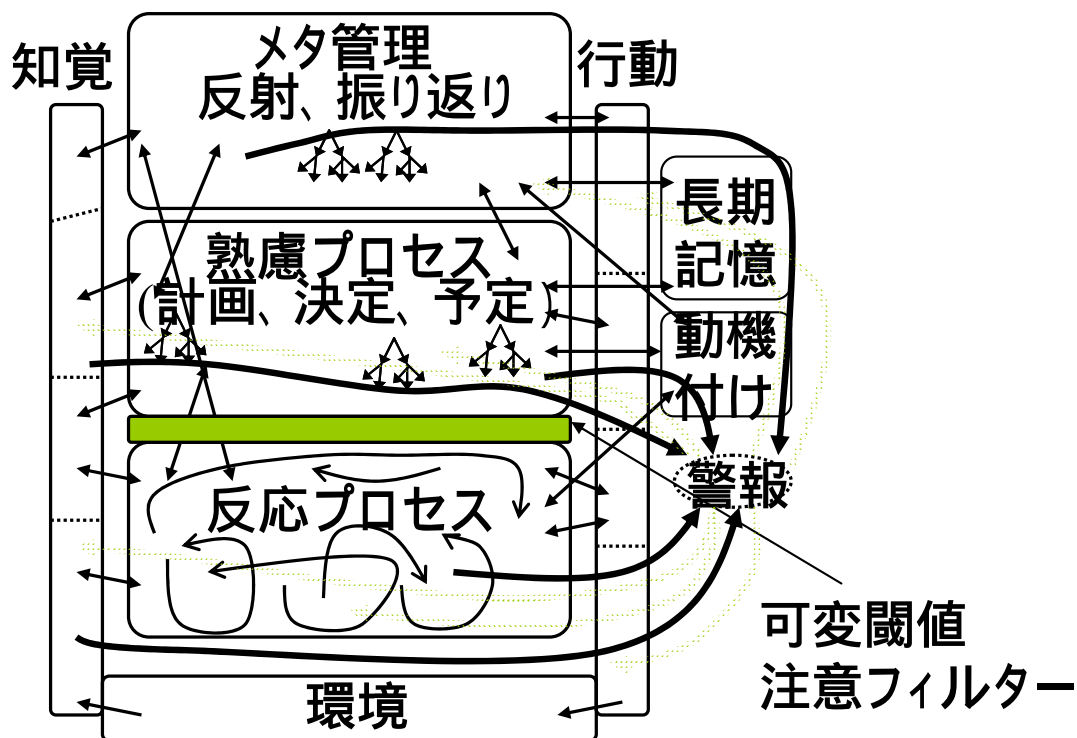 知覚
メタ管理
反射、振り返り
行動
長期
記憶
熟慮プロセス
(計画、決定、予定)
動機
付け
警報
反応プロセス
可変閾値
注意フィルター
環境